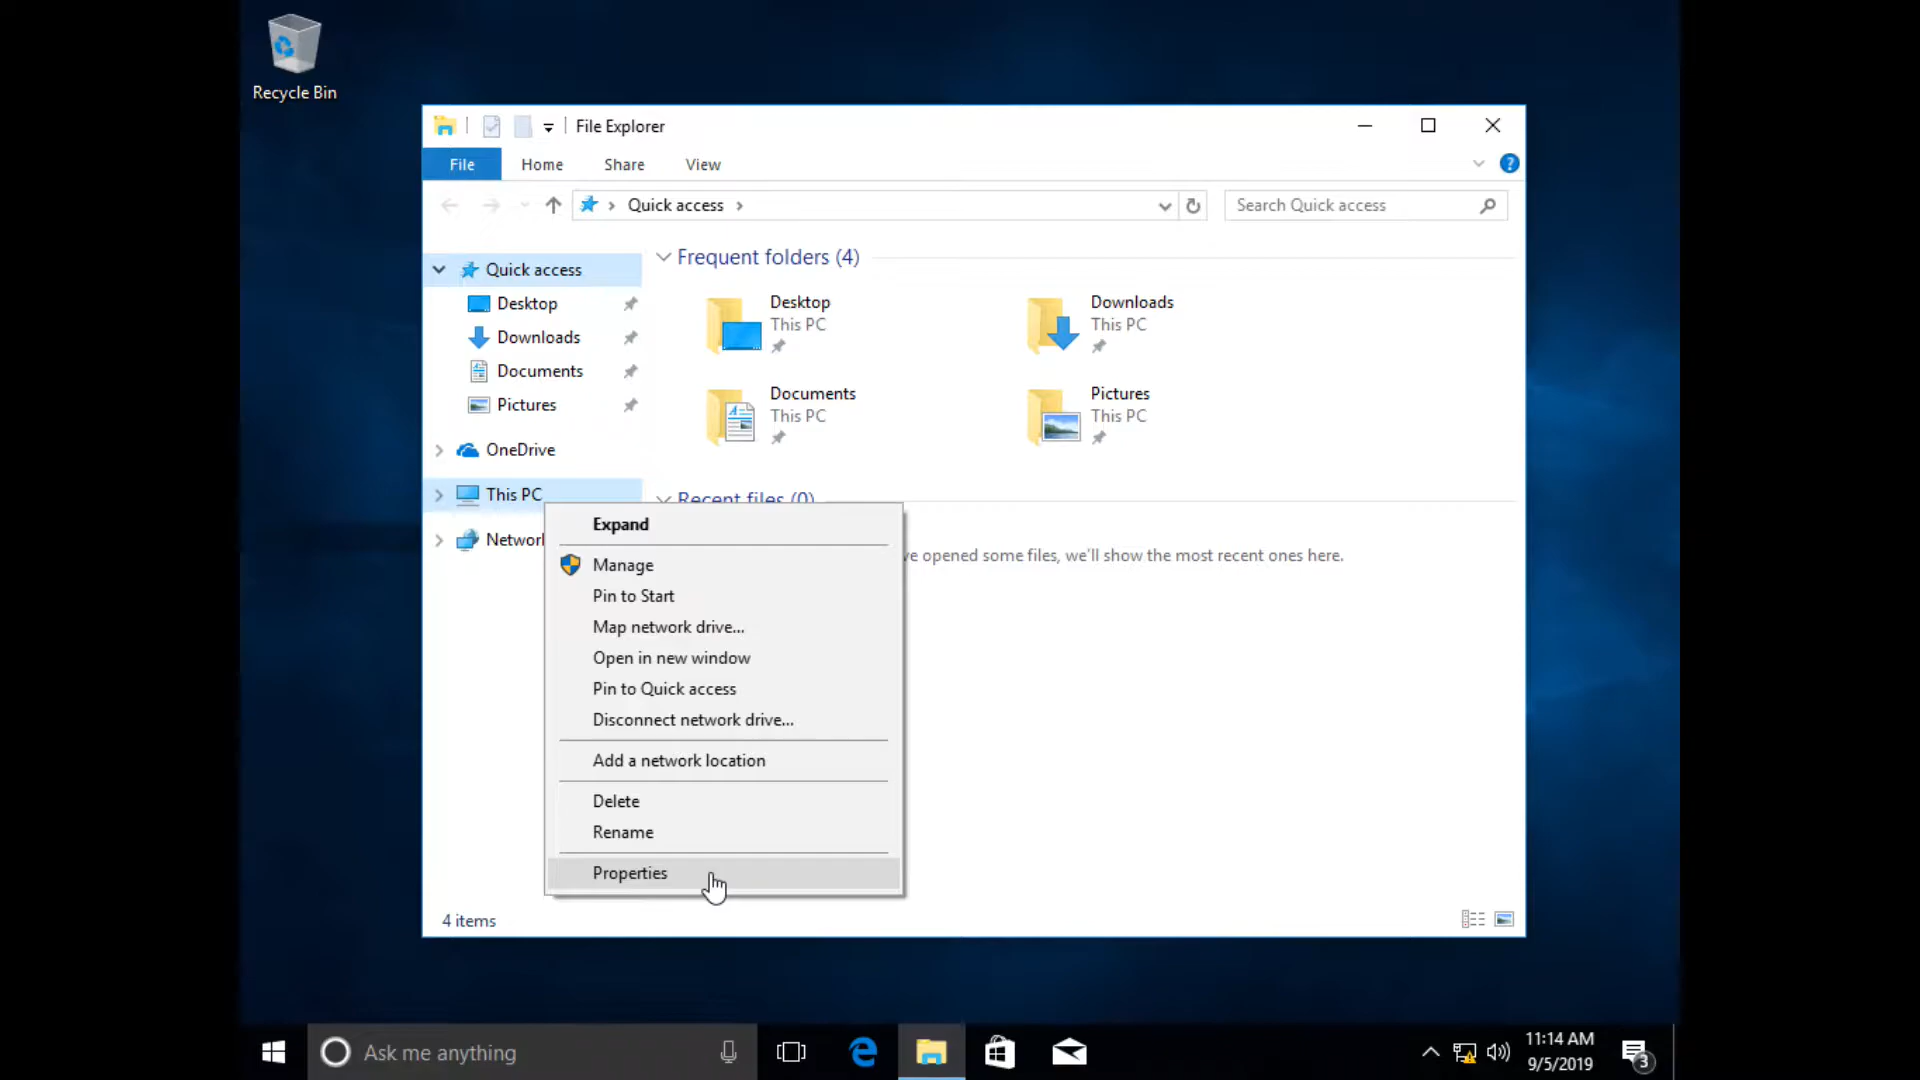 Recycle Bin
File Explorer
File Home Share View
?
Quick access
Search Quick access
Quick access
Desktop
Downloads
Documents
Pictures
OneDrive
This PC
Network
Frequent folders (4)
Desktop
This PC
Downloads
This PC
Documents
This PC
Pictures
This PC
Recent files (0)
opened some files, we'll show the most recent ones here.
Expand
Manage
Pin to Start
Map network drive...
Open in new window
Pin to Quick access
Disconnect network drive...
Add a network location
Delete
Rename
Properties
4 items
Ask me anything
11:14 AM
9/5/2019
3